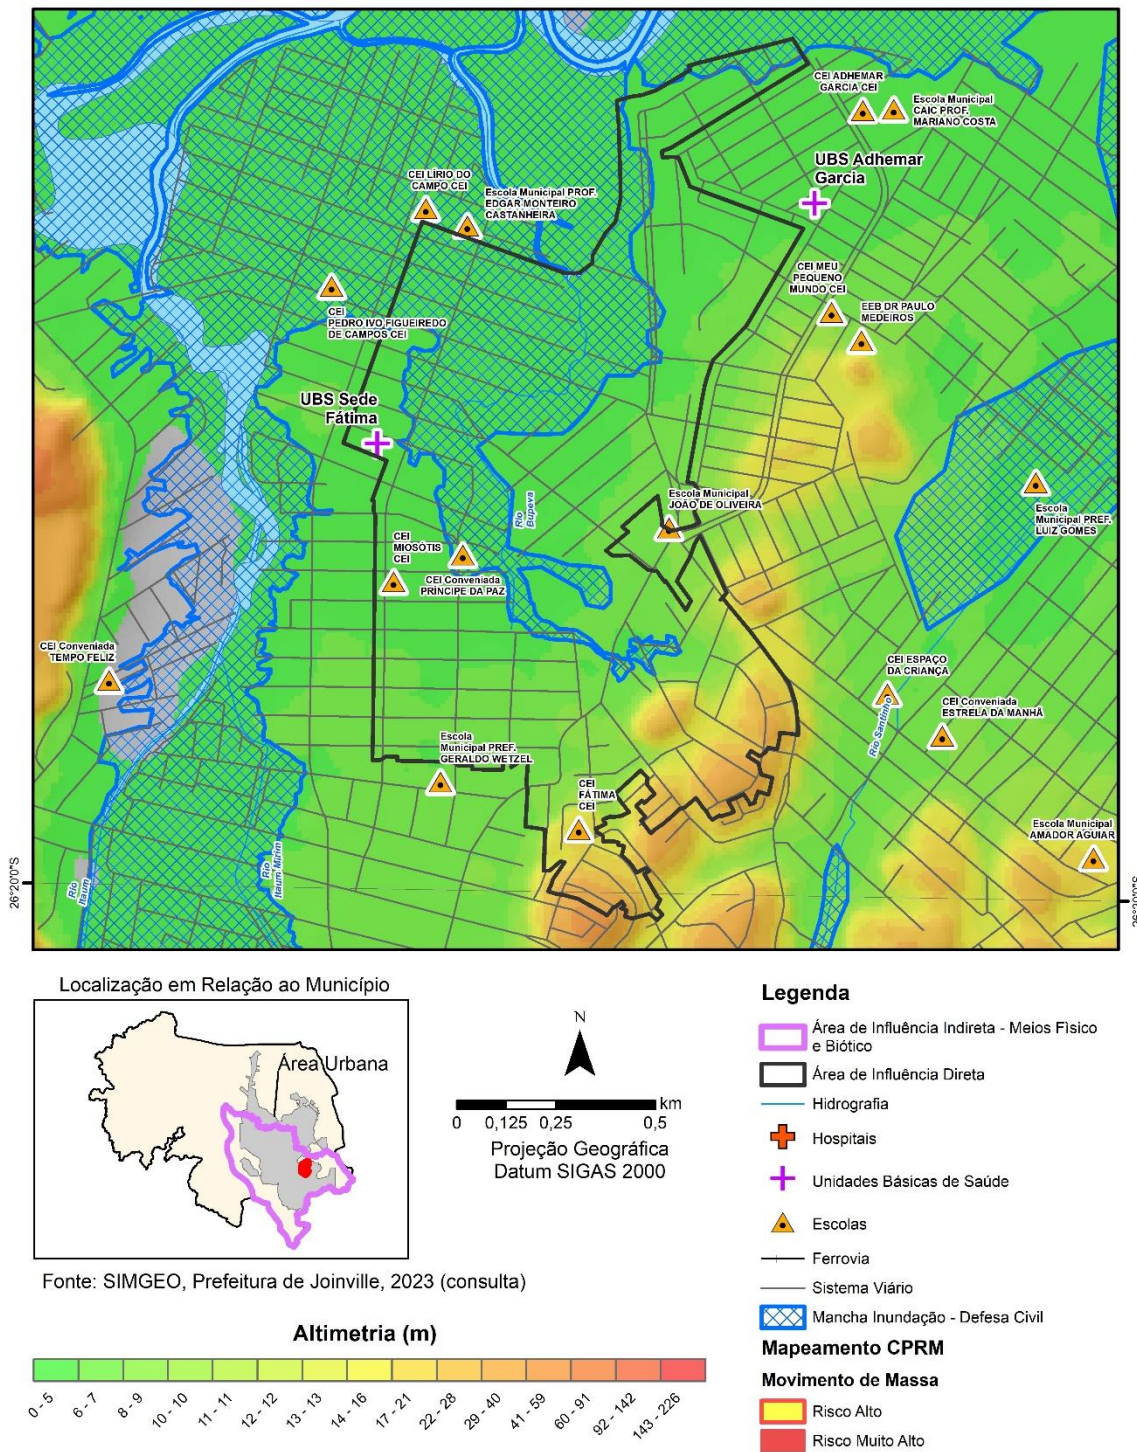 CEI ADHEMAR
GARCIA CEI
Escola Municipal
CAIC PROF.
MARIANO COSTA
UBS Adhemar
Garcia
CEI LÍRIO DO
CAMPO CEI
Escola Municipal PROF.
EDGAR MONTEIRO
CASTANHEIRA
CEI MEU
PEQUENO
MUNDO CEI
EEB DR PAULO
MEDEIROS
CEI
PEDRO IVO FIGUEIREDO
DE CAMPOS CEI
UBS Sede
Fátima
Escola Municipal
JOÃO DE OLIVEIRA
Rio
Bupeva
Escola
Municipal PREF.
LUIZ GOMES
CEI
MIOSÓTIS
CEI
CEI Conveniada
PRÍNCIPE DA PAZ
CEI Conveniada
TEMPO FELIZ
CEI ESPAÇO
DA CRIANÇA
CEI Conveniada
ESTRELA DA MANHÃ
Rio Santinho
Escola
Municipal PREF.
GERALDO WETZEL
CEI
FÁTIMA
CEI
Escola Municipal
AMADOR AGUIAR
Rio
Itaum
Rio
Itaum Mirim
26°20'0"S
26°20'0"S
Localização em Relação ao Município
Área Urbana
Fonte: SIMGEO, Prefeitura de Joinville, 2023 (consulta)
N
km
0 0,125 0,25 0,5
Projeção Geográfica
Datum SIGAS 2000
Altimetria (m)
0 - 5
6 - 7
8 - 9
10 - 10
11 - 11
12 - 12
13 - 13
14 - 16
17 - 21
22 - 28
29 - 40
41 - 59
60 - 91
92 - 142
143 - 226
Legenda
Área de Influência Indireta - Meios Físico
e Biótico
Área de Influência Direta
Hidrografia
Hospitais
Unidades Básicas de Saúde
Escolas
Ferrovia
Sistema Viário
Mancha Inundação - Defesa Civil
Mapeamento CPRM
Movimento de Massa
Risco Alto
Risco Muito Alto